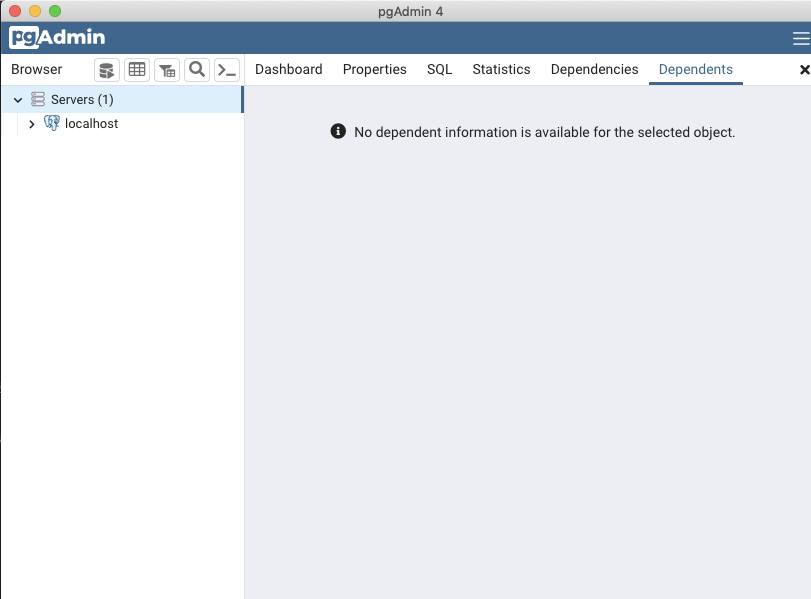 pgAdmin 4
pgAdmin
Browser
Dashboard Properties SQL Statistics Dependencies Dependents
Servers (1)
localhost
No dependent information is available for the selected object.